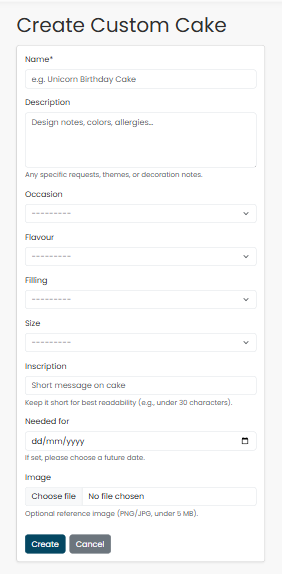 Create Custom Cake
Name*
e.g. Unicorn Birthday Cake
Description
Design notes, colors, allergies...
Any specific requests, themes, or decoration notes.
Occasion
---------
Flavour
---------
Filling
---------
Size
---------
Inscription
Short message on cake
Keep it short for best readability (e.g., under 30 characters).
Needed for
dd/mm/yyyy
If set, please choose a future date.
Image
Choose file No file chosen
Optional reference image (PNG/JPG, under 5 MB).
Create Cancel